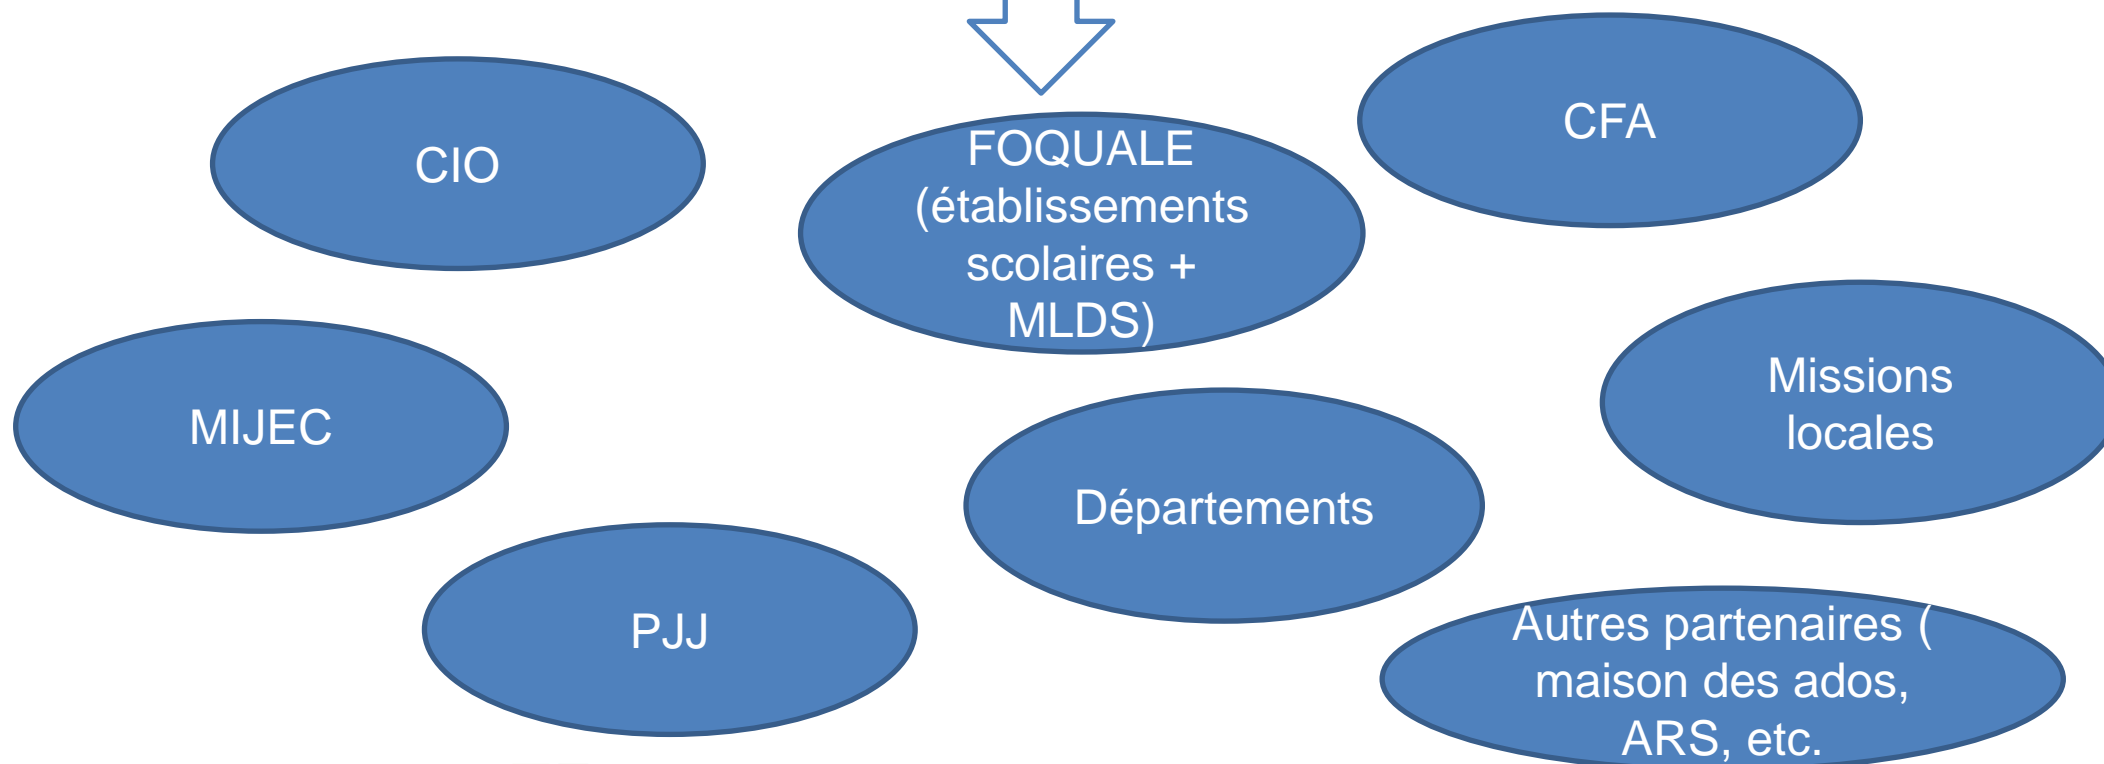 CIO
FOQUALE
(établissements
scolaires +
MLDS)
CFA
MIJEC
Missions
locales
Départements
PJJ
Autres partenaires (
maison des ados,
ARS, etc.